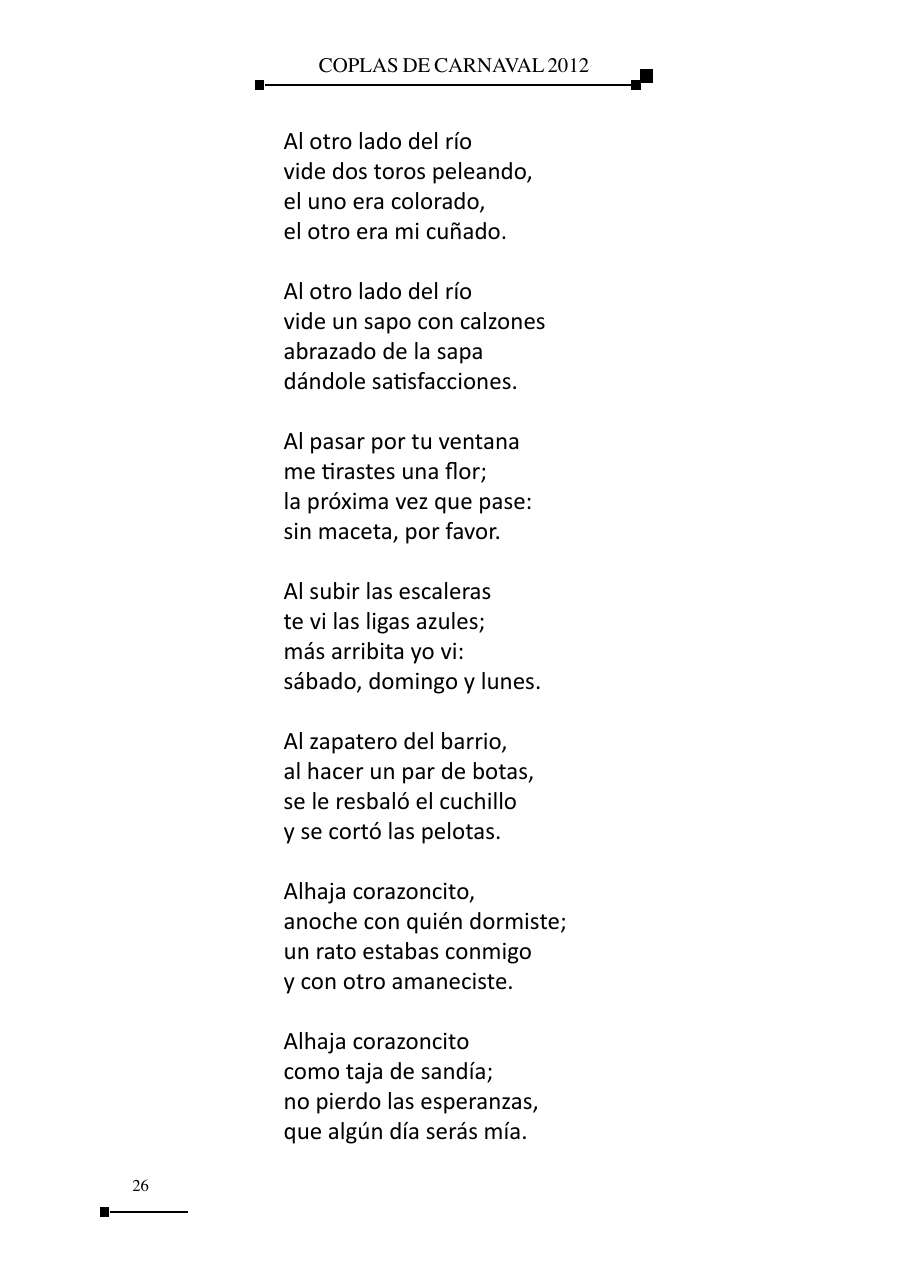 COPLAS DE CARNAVAL 2012
Al otro lado del río
vide dos toros peleando,
el uno era colorado,
el otro era mi cuñado.
Al otro lado del río
vide un sapo con calzones
abrazado de la sapa
dándole satisfacciones.
Al pasar por tu ventana
me tirastes una flor;
la próxima vez que pase:
sin maceta, por favor.
Al subir las escaleras
te vi las ligas azules;
más arribita yo vi:
sábado, domingo y lunes.
Al zapatero del barrio,
al hacer un par de botas,
se le resbaló el cuchillo
y se cortó las pelotas.
Alhaja corazoncito,
anoche con quién dormiste;
un rato estabas conmigo
y con otro amaneciste.
Alhaja corazoncito
como taja de sandía;
no pierdo las esperanzas,
que algún día serás mía.
26